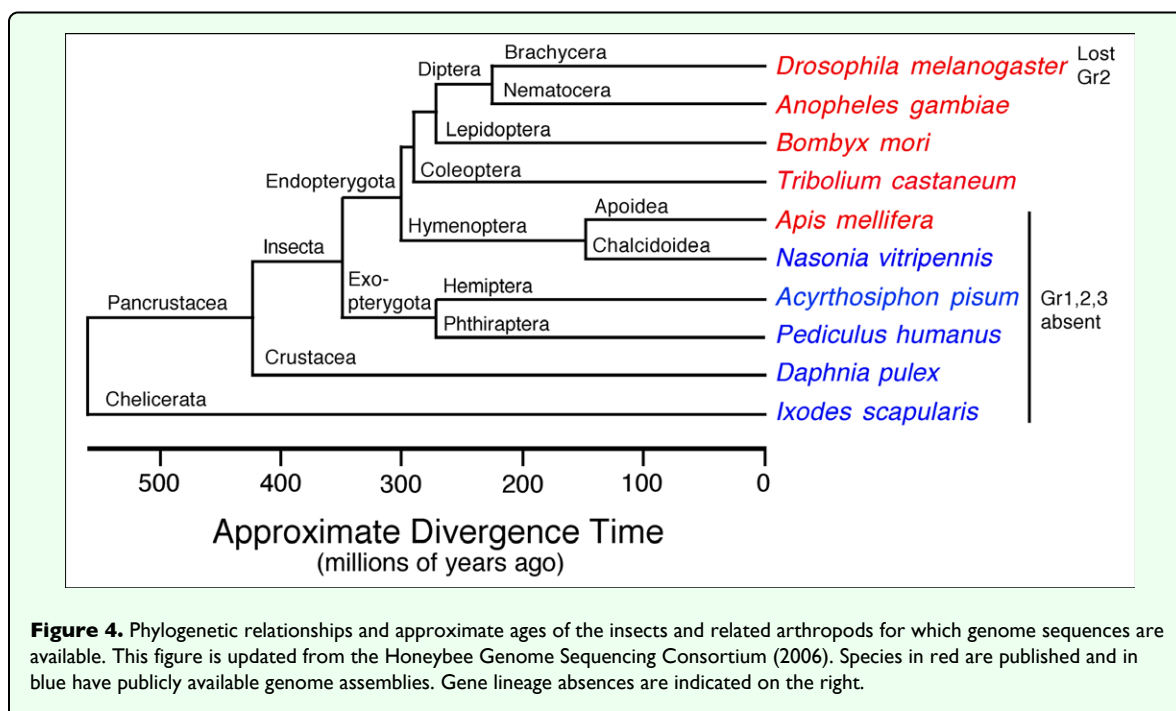 Brachycera
Drosophila melanogaster Lost
Gr2
Diptera
Nematocera
Anopheles gambiae
Lepidoptera
Bombyx mori
Coleoptera
Tribolium castaneum
Endopterygota
Apoidea
Apis mellifera
Hymenoptera
Chalcidoidea
Nasonia vitripennis
Insecta
Exo-
pterygota
Hemiptera
Acyrthosiphon pisum
Gr1,2,3
absent
Pancrustacea
Phthiraptera
Pediculus humanus
Crustacea
Daphnia pulex
Chelicerata
Ixodes scapularis
500 400 300 200 100 0
Approximate Divergence Time
(millions of years ago)
Figure 4. Phylogenetic relationships and approximate ages of the insects and related arthropods for which genome sequences are
available. This figure is updated from the Honeybee Genome Sequencing Consortium (2006). Species in red are published and in
blue have publicly available genome assemblies. Gene lineage absences are indicated on the right.